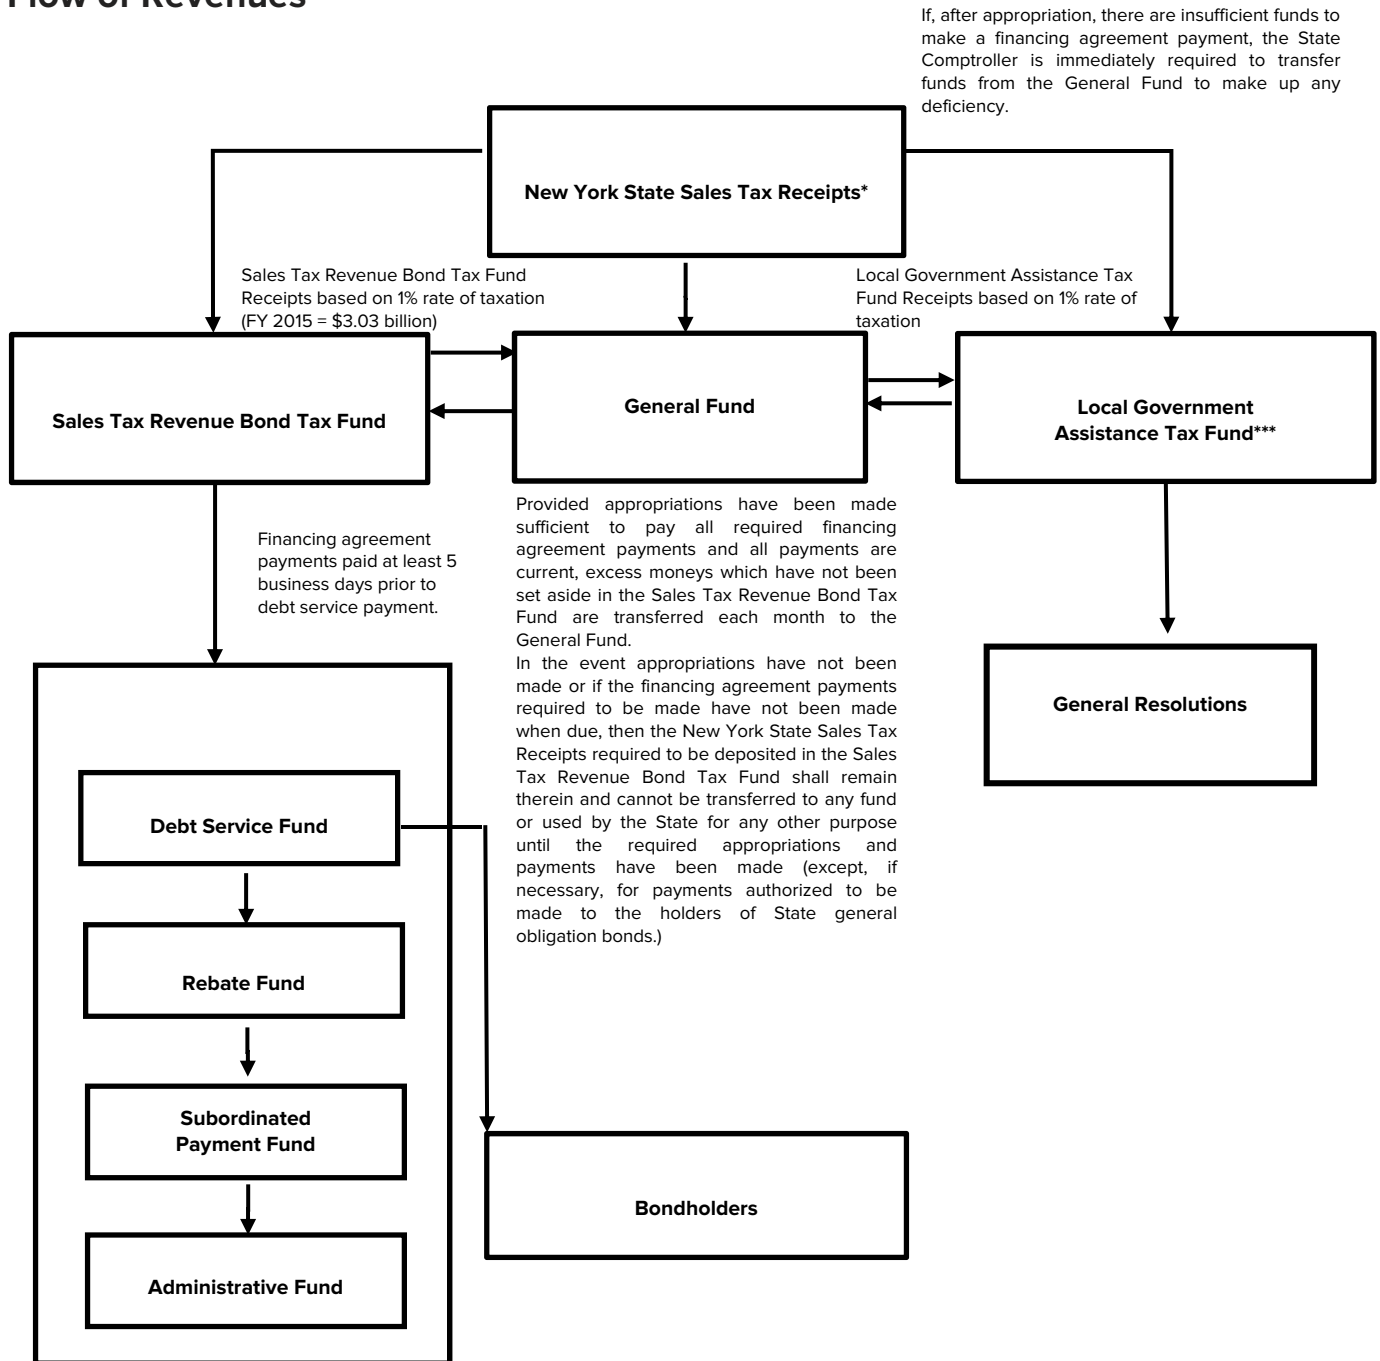 Flow of Revenues
If, after appropriation, there are insufficient funds to
make a financing agreement payment, the State
Comptroller is immediately required to transfer
funds from the General Fund to make up any
deficiency.
New York State Sales Tax Receipts*
Sales Tax Revenue Bond Tax Fund
Receipts based on 1% rate of taxation
(FY 2015 = $3.03 billion)
Local Government Assistance Tax
Fund Receipts based on 1% rate of
taxation
Sales Tax Revenue Bond Tax Fund
General Fund
Local Government
Assistance Tax Fund***
Financing agreement
payments paid at least 5
business days prior to
debt service payment.
Provided appropriations have been made
sufficient to pay all required financing
agreement payments and all payments are
current, excess moneys which have not been
set aside in the Sales Tax Revenue Bond Tax
Fund are transferred each month to the
General Fund.
In the event appropriations have not been
made or if the financing agreement payments
required to be made have not been made
when due, then the New York State Sales Tax
Receipts required to be deposited in the Sales
Tax Revenue Bond Tax Fund shall remain
therein and cannot be transferred to any fund
or used by the State for any other purpose
until the required appropriations and
payments have been made (except, if
necessary, for payments authorized to be
made to the holders of State general
obligation bonds.)
General Resolutions
Debt Service Fund
Rebate Fund
Subordinated
Payment Fund
Administrative Fund
Bondholders